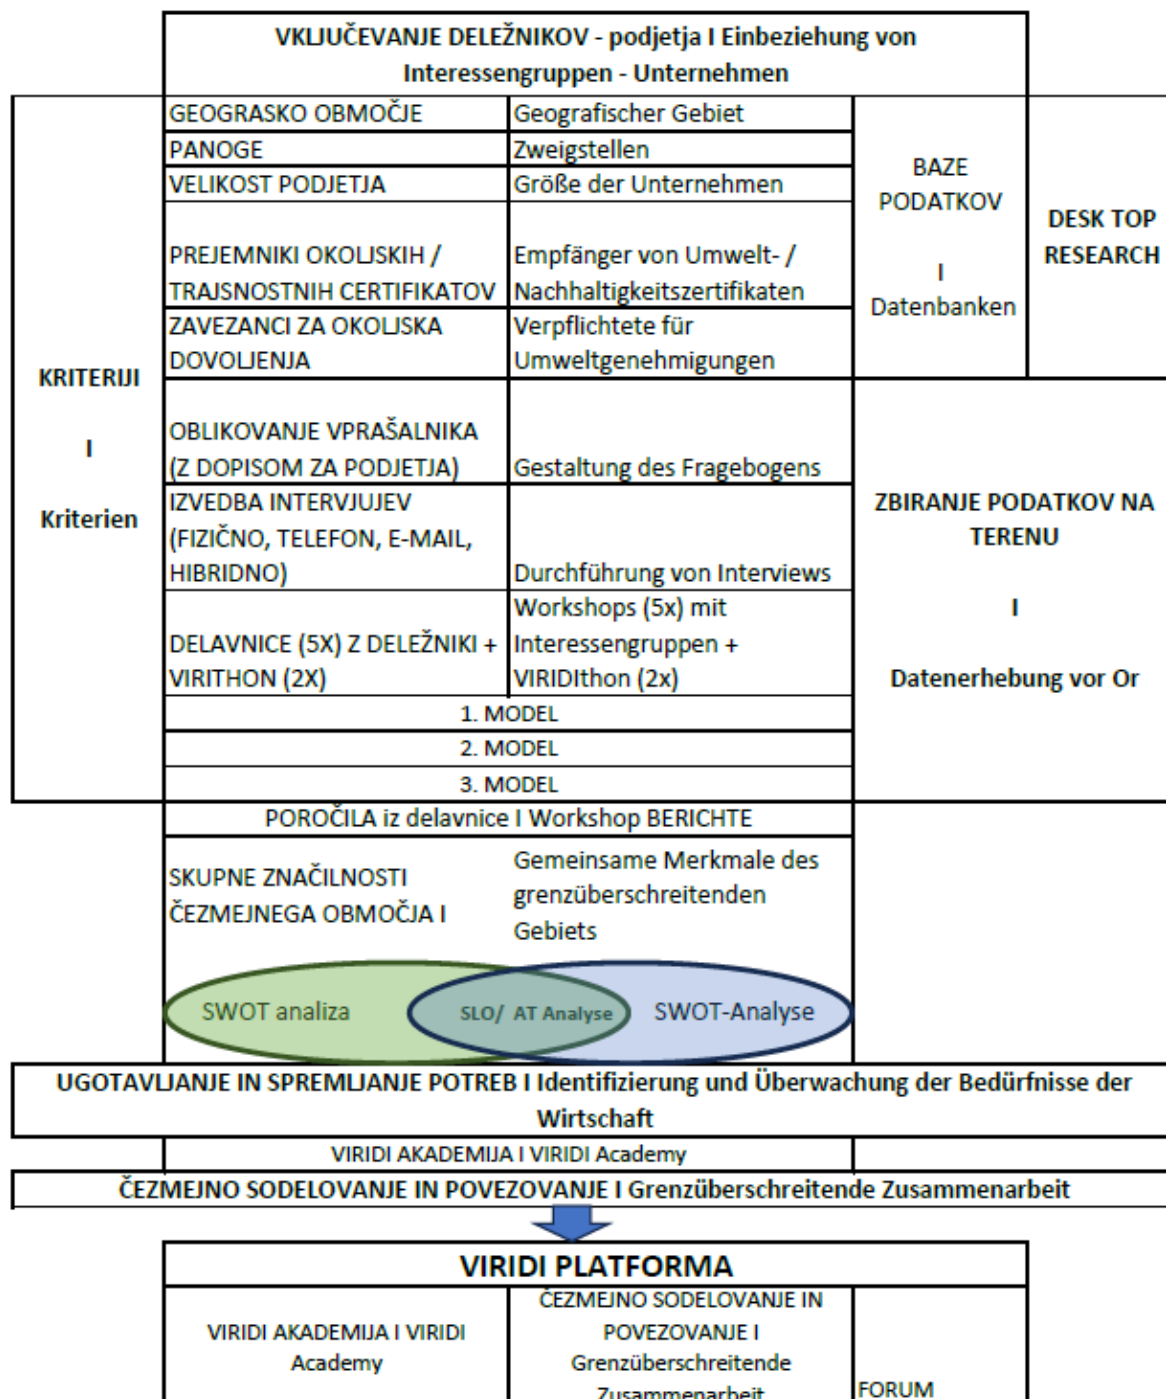 VKLJUČEVANJE DELEŽNIKOV - podjetja I Einbeziehung von
Interessengruppen - Unternehmen
KRITERIJI
I
Kriterien
GEOGRASKO OBMOČJE
Geografischer Gebiet
PANOGE
Zweigstellen
VELIKOST PODJETJA
Größe der Unternehmen
PREJEMNIKI OKOLJSKIH /
TRAJSNOSTNIH CERTIFIKATOV
Empfänger von Umwelt- /
Nachhaltigkeitszertifikaten
ZAVEZANCI ZA OKOLJSKA
DOVOLJENJA
Verpflichtete für
Umweltgenehmigungen
BAZE
PODATKOV
I
Datenbanken
DESK TOP
RESEARCH
OBLIKOVANJE VPRAŠALNIKA
(Z DOPISOM ZA PODJETJA)
Gestaltung des Fragebogens
IZVEDBA INTERVJUJEV
(FIZIČNO, TELEFON, E-MAIL,
HIBRIDNO)
Durchführung von Interviews
DELAVNICE (5X) Z DELEŽNIKI +
VIRITHON (2X)
Workshops (5x) mit
Interessengruppen +
VIRIDIthon (2x)
ZBIRANJE PODATKOV NA
TERENU
I
Datenerhebung vor Or
1. MODEL
2. MODEL
3. MODEL
POROČILA iz delavnice I Workshop BERICHTE
SKUPNE ZNAČILNOSTI
ČEZMEJNEGA OBMOČJA I
Gemeinsame Merkmale des
grenzüberschreitenden
Gebiets
SWOT analiza
SLO/ AT Analyse
SWOT-Analyse
UGOTAVLJANJE IN SPREMLJANJE POTREB I Identifizierung und Überwachung der Bedürfnisse der
Wirtschaft
VIRIDI AKADEMIJA I VIRIDI Academy
ČEZMEJNO SODELOVANJE IN POVEZOVANJE I Grenzüberschreitende Zusammenarbeit
VIRIDI PLATFORMA
VIRIDI AKADEMIJA I VIRIDI
Academy
ČEZMEJNO SODELOVANJE IN
POVEZOVANJE I
Grenzüberschreitende
Zusammenarbeit
FORUM